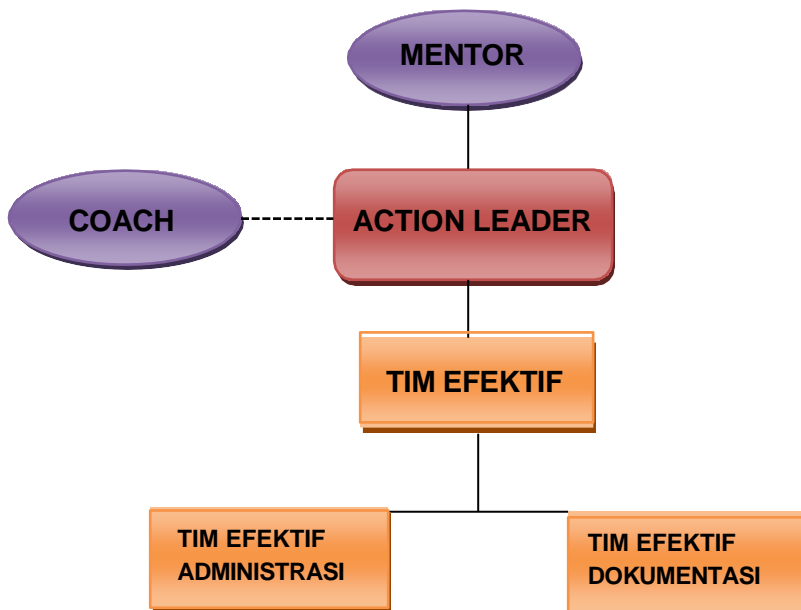 MENTOR
COACH
ACTION LEADER
TIM EFEKTIF
TIM EFEKTIF
ADMINISTRASI
TIM EFEKTIF
DOKUMENTASI